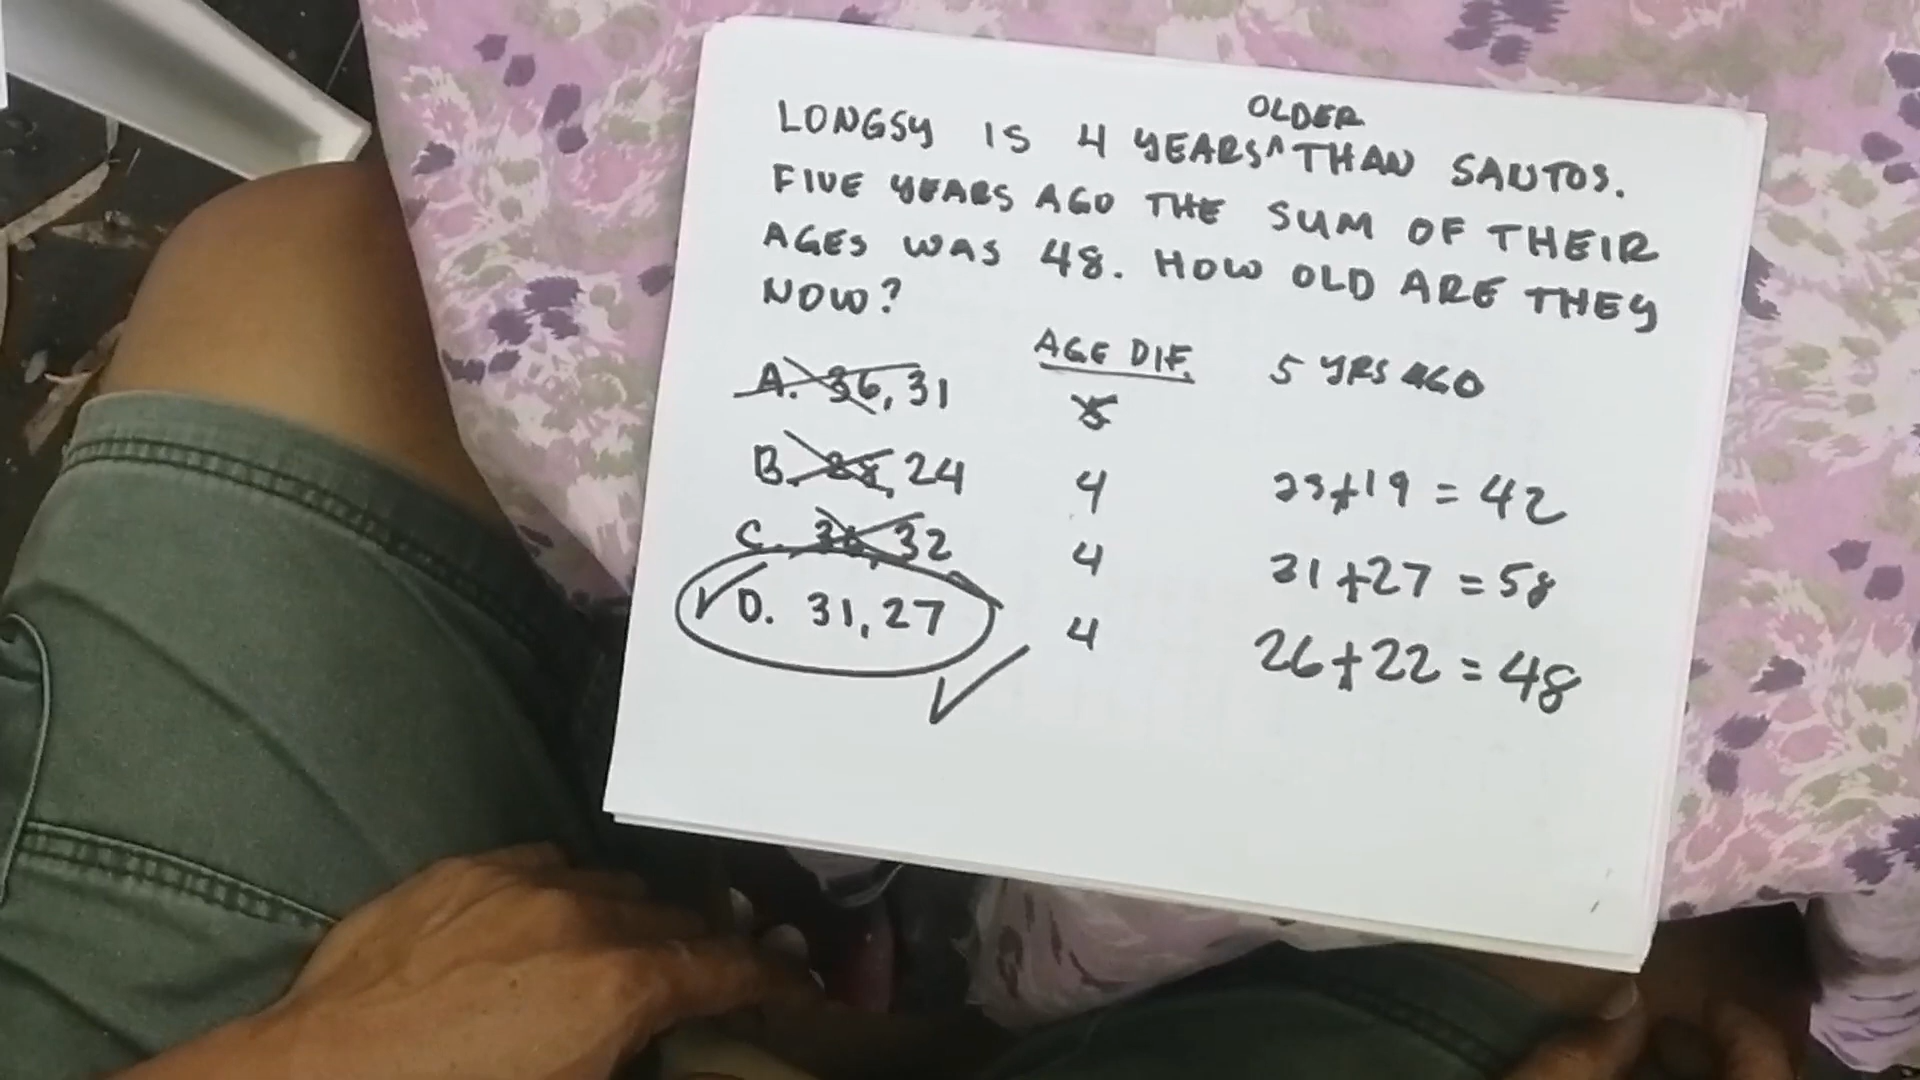 OLDER
LONGSY IS 4 YEARS^THAN SANTOS.
FIVE YEARS AGO THE SUM OF THEIR
AGES WAS 48. HOW OLD ARE THEY
NOW?
AGE DIF. 5 YRS AGO
A. 36, 31 5
B. 28, 24 4 23+19 = 42
C. 36, 32 4 31+27 = 58
D. 31, 27 4 26+22 = 48